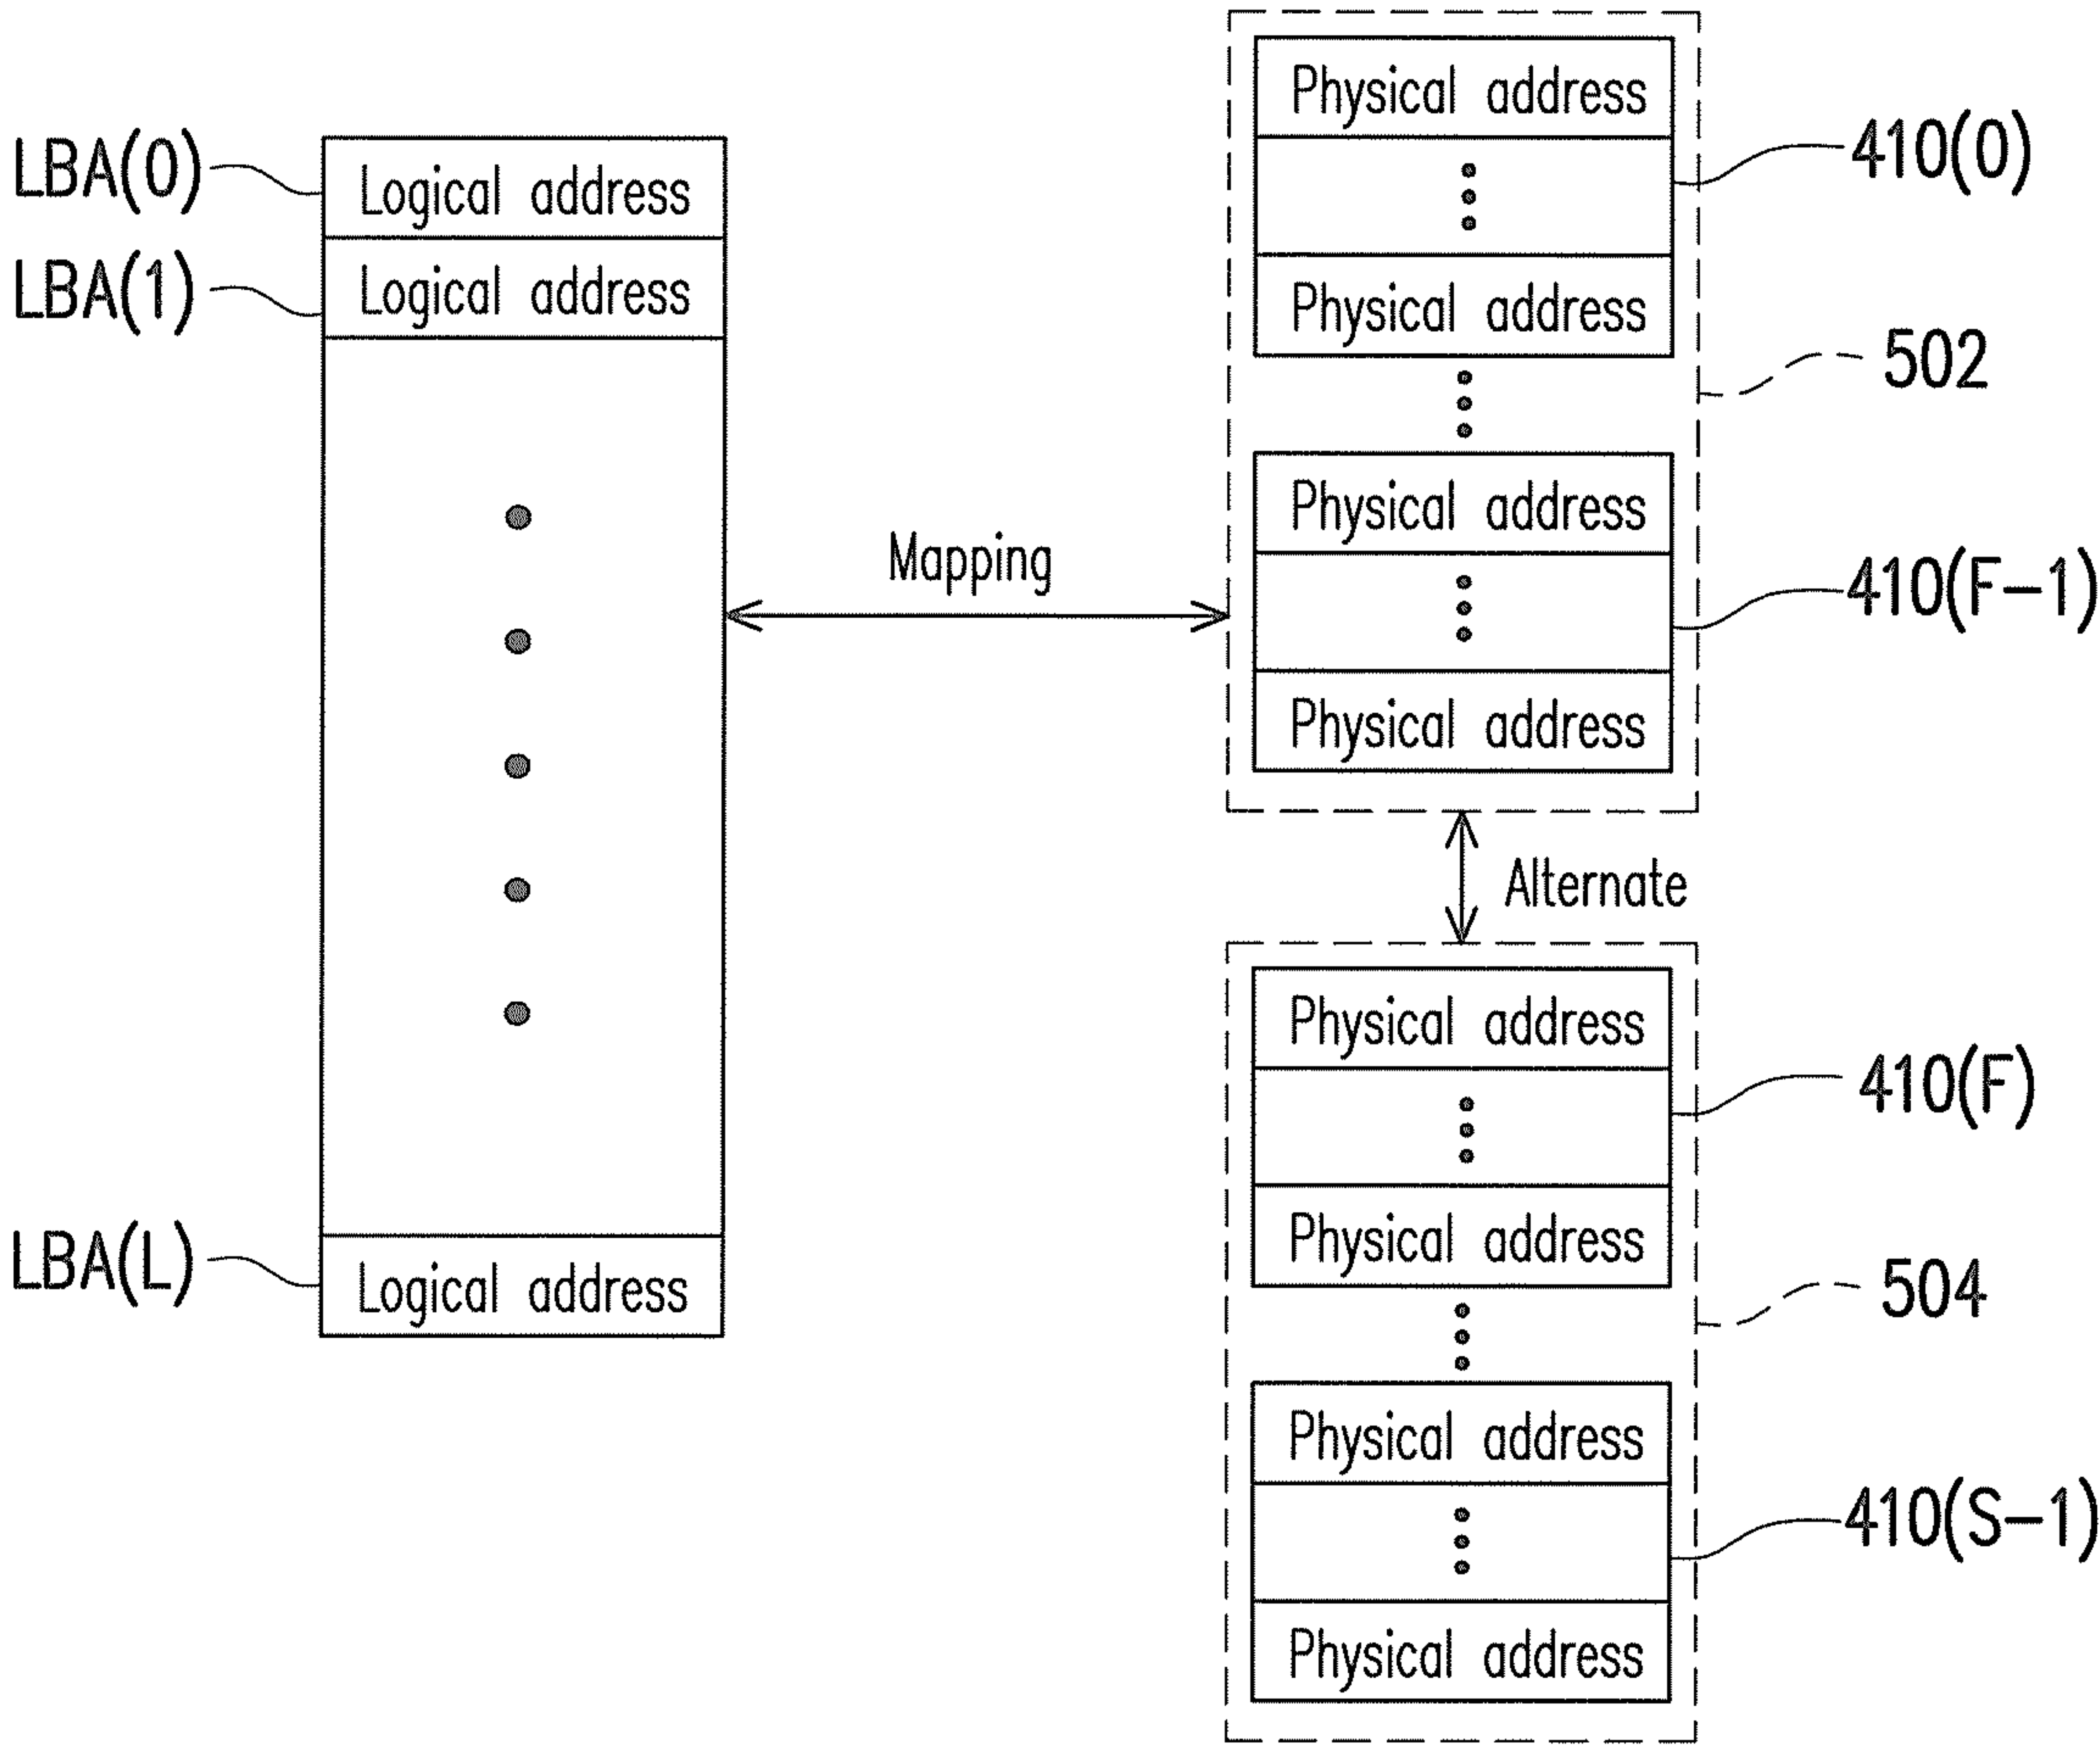 LBA(0)
Logical address
LBA(1)
Logical address
LBA(L)
Logical address
Mapping
Physical address
410(0)
Physical address
502
Physical address
410(F-1)
Physical address
Alternate
Physical address
410(F)
Physical address
504
Physical address
410(S-1)
Physical address